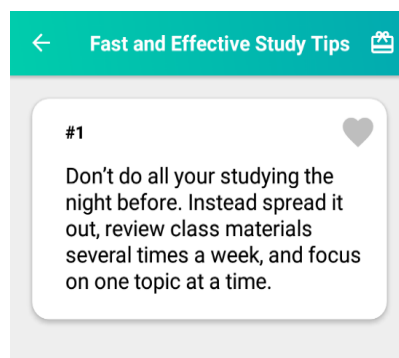 Fast and Effective Study Tips
#1
Don’t do all your studying the
night before. Instead spread it
out, review class materials
several times a week, and focus
on one topic at a time.